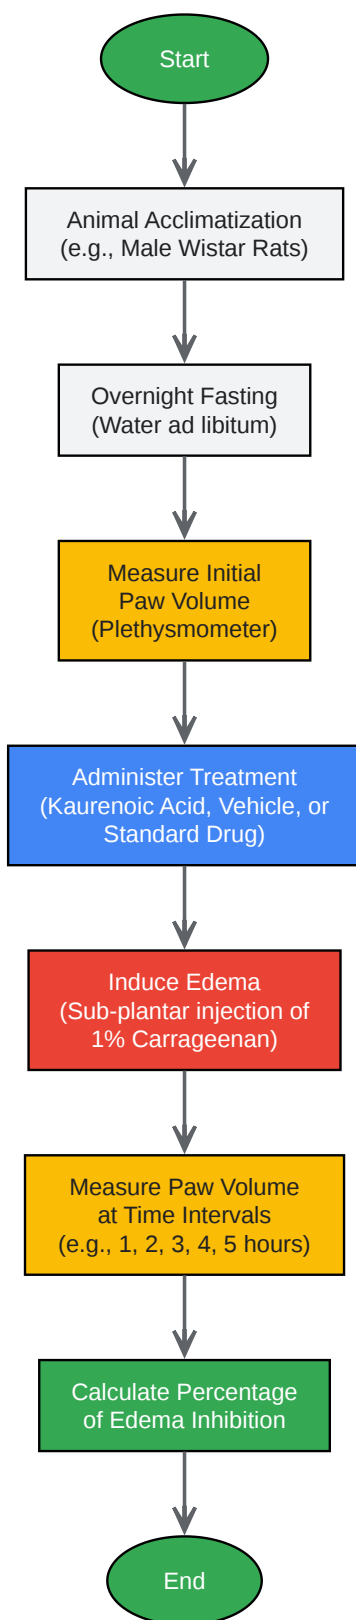 Start
Animal Acclimatization
(e.g., Male Wistar Rats)
Overnight Fasting
(Water ad libitum)
Measure Initial
Paw Volume
(Plethysmometer)
Administer Treatment
(Kaurenoic Acid, Vehicle, or
Standard Drug)
Induce Edema
(Sub-plantar injection of
1% Carrageenan)
Measure Paw Volume
at Time Intervals
(e.g., 1, 2, 3, 4, 5 hours)
Calculate Percentage
of Edema Inhibition
End